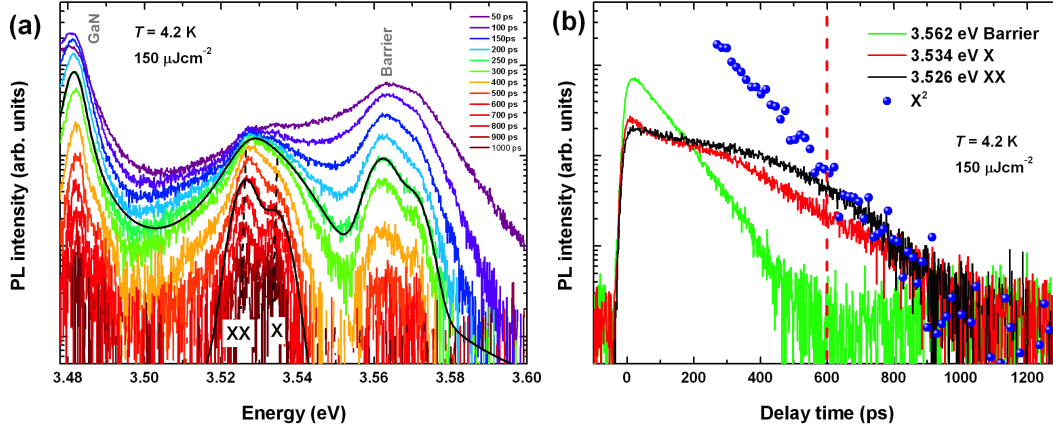 (a)
GaN
T = 4.2 K
150 μJcm⁻²
Barrier
50 ps
100 ps
150ps
200 ps
250 ps
300 ps
400 ps
500 ps
600 ps
700 ps
800 ps
900 ps
1000 ps
XX
X
PL intensity (arb. units)
3.48
3.50
3.52
3.54
3.56
3.58
3.60
Energy (eV)
(b)
3.562 eV Barrier
3.534 eV X
3.526 eV XX
X²
T = 4.2 K
150 μJcm⁻²
PL intensity (arb. units)
0
200
400
600
800
1000
1200
Delay time (ps)